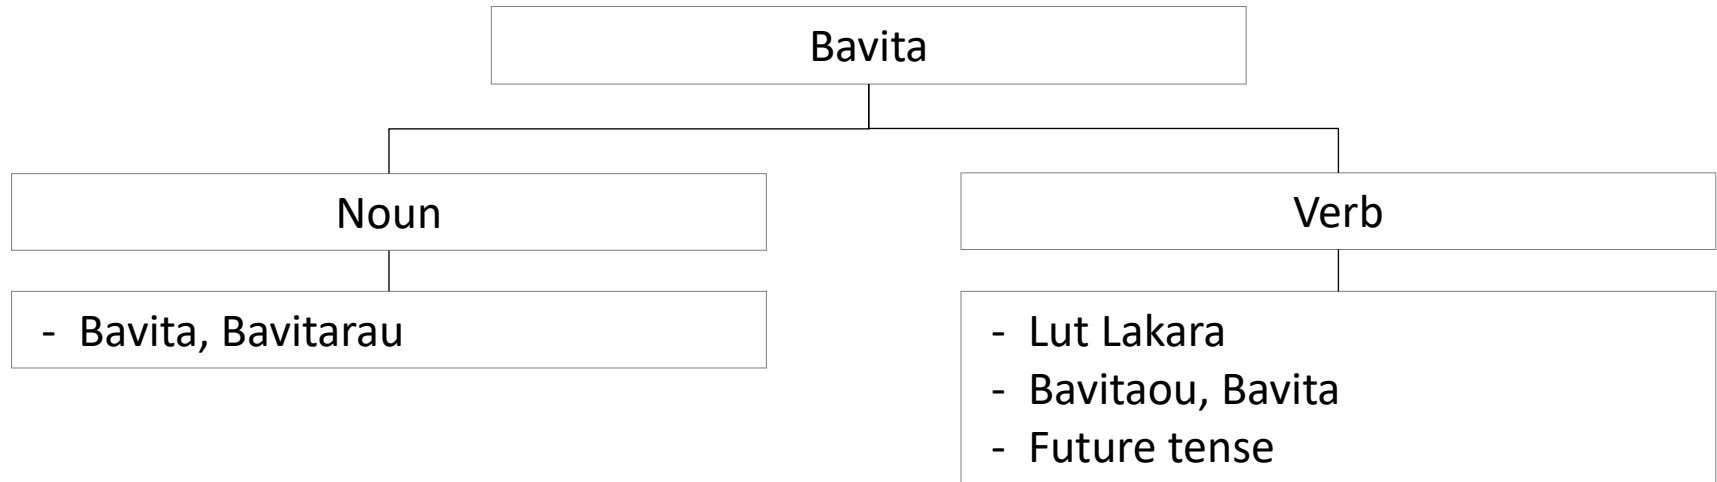 Bavita
Noun
- Bavita, Bavitarau
Verb
- Lut Lakara
- Bavitaou, Bavita
- Future tense